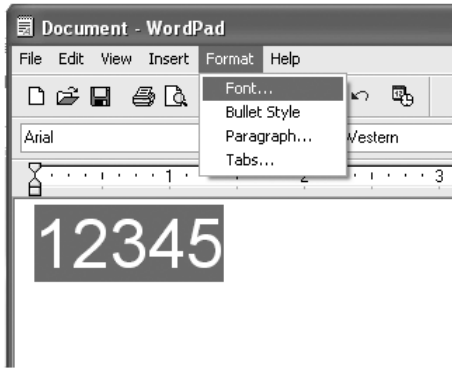 Document - WordPad
File Edit View Insert Format Help
Font...
Bullet Style
Paragraph...
Tabs...
Arial
Western
1 2 3
12345